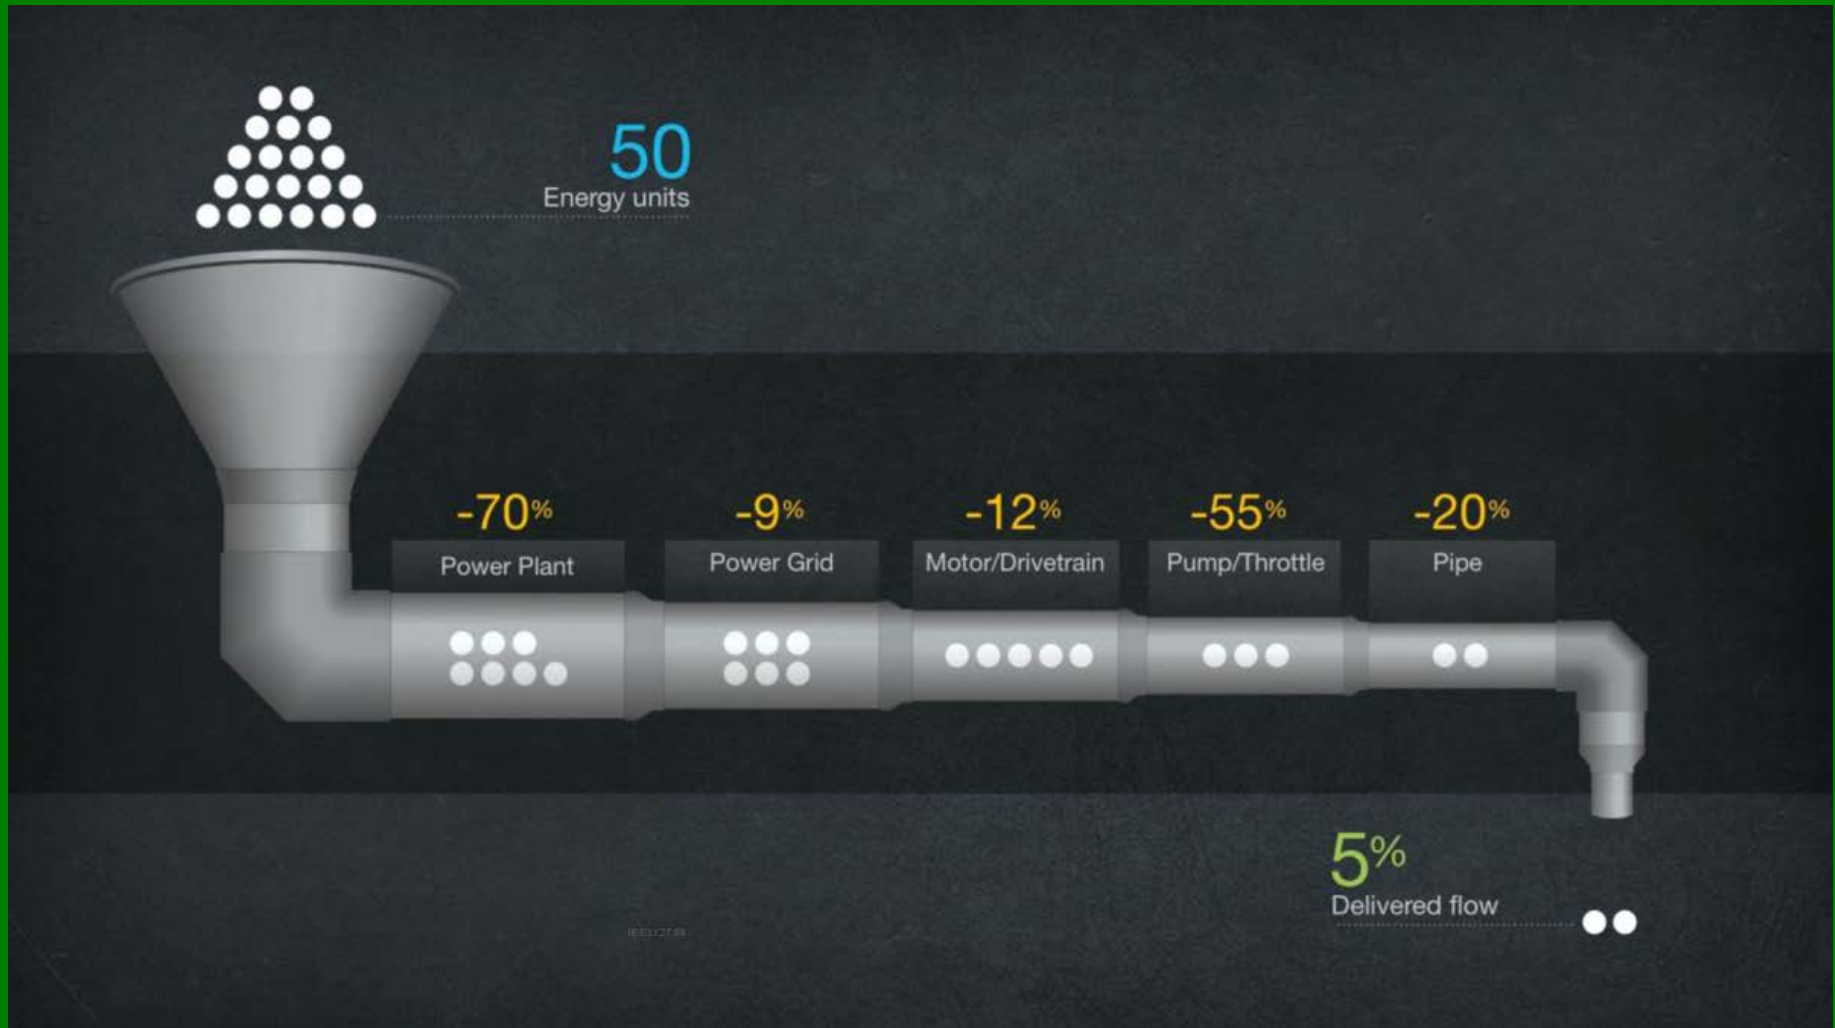 50
Energy units
-70%
-9%
-12%
-55%
-20%
Power Plant
Power Grid
Motor/Drivetrain
Pump/Throttle
Pipe
5%
Delivered flow